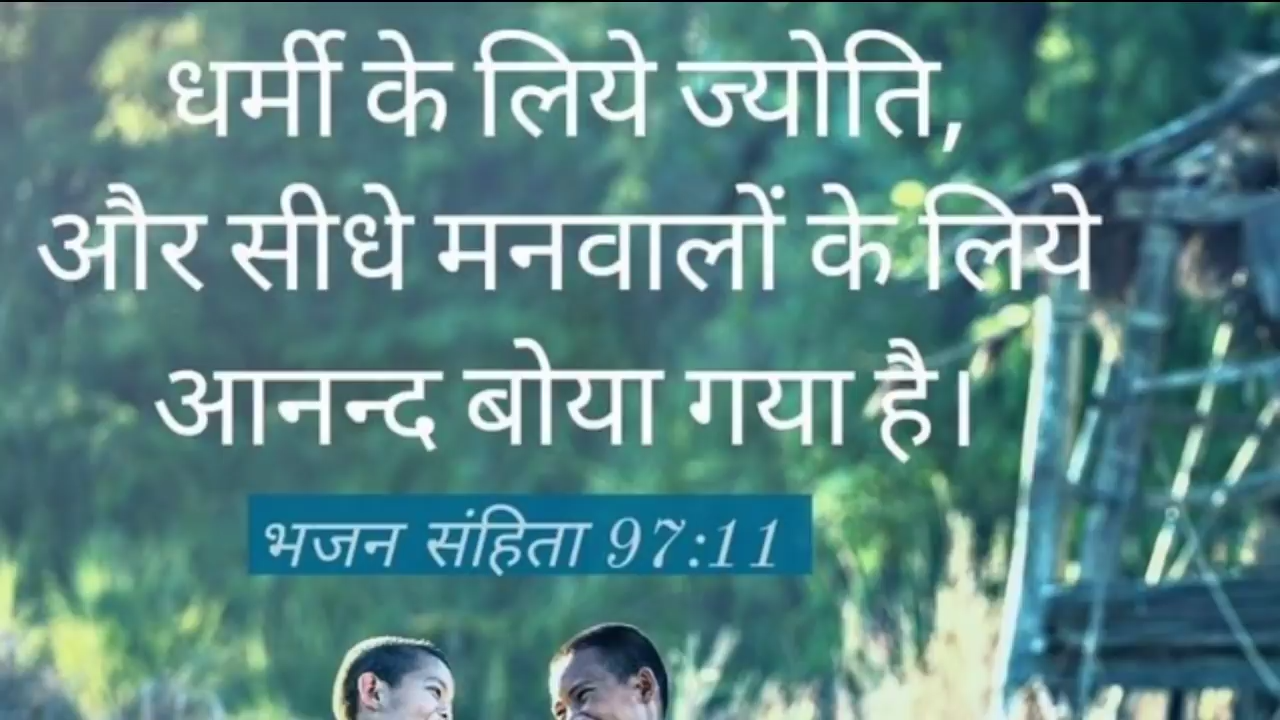 धर्मी के लिये ज्योति,
और सीधे मनवालों के लिये
आनन्द बोया गया है।
भजन संहिता 97:11